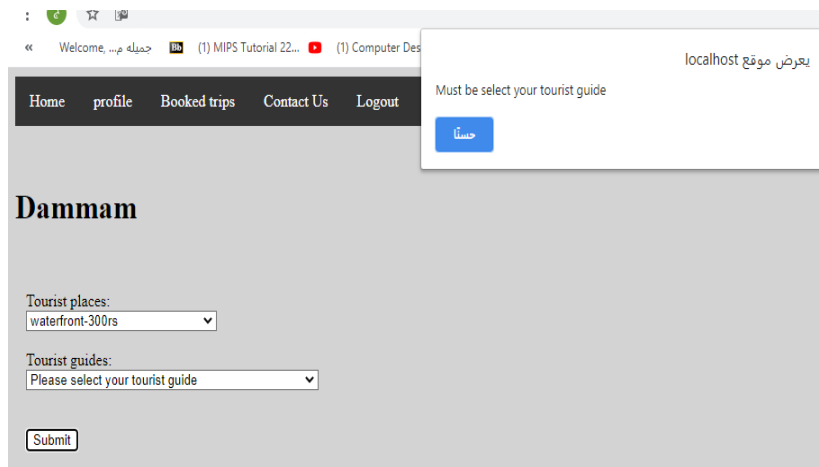 « Welcome, ...جميله م Bb (1) MIPS Tutorial 22... (1) Computer Des
يعرض موقع localhost
Must be select your tourist guide
حسنًا
Home profile Booked trips Contact Us Logout
Dammam
Tourist places:
waterfront-300rs
Tourist guides:
Please select your tourist guide
Submit